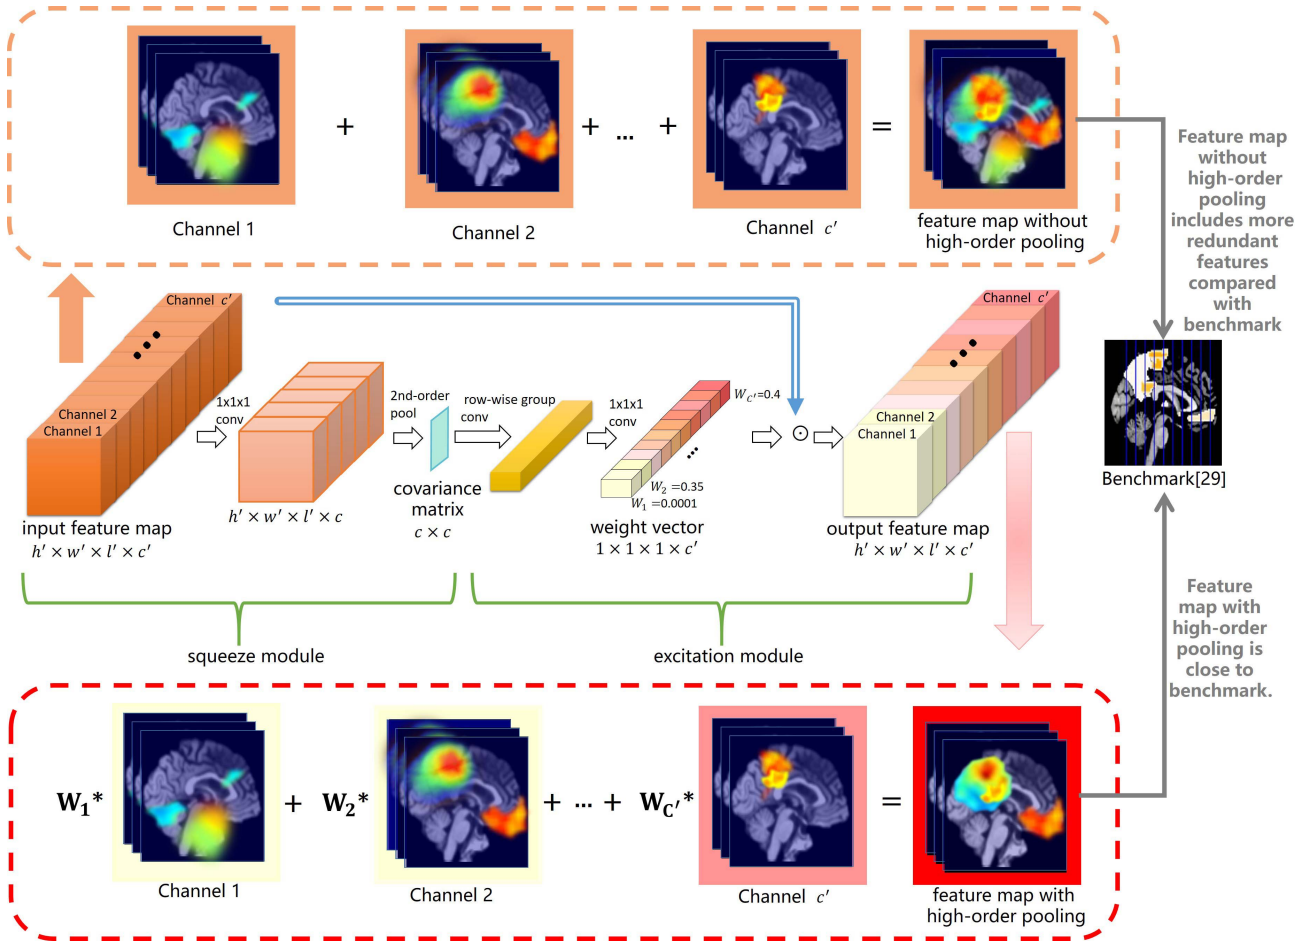 +
+ ... +
=
Channel 1
Channel 2
Channel c′
feature map without
high-order pooling
Feature map
without
high-order
pooling
includes more
redundant
features
compared
with
benchmark
Channel c′
Channel 2
Channel 1
input feature map
h′ × w′ × l′ × c′
1x1x1
conv
h′ × w′ × l′ × c
2nd-order
pool
covariance
matrix
c × c
row-wise group
conv
1x1x1
conv
W_C′=0.4
W_2 =0.35
W_1 =0.0001
...
weight vector
1 × 1 × 1 × c′
⊙
Channel c′
Channel 2
Channel 1
output feature map
h′ × w′ × l′ × c′
Benchmark[29]
squeeze module
excitation module
Feature
map with
high-order
pooling is
close to
benchmark.
W_1* + W_2* + ... + W_C′* =
Channel 1
Channel 2
Channel c′
feature map with
high-order pooling